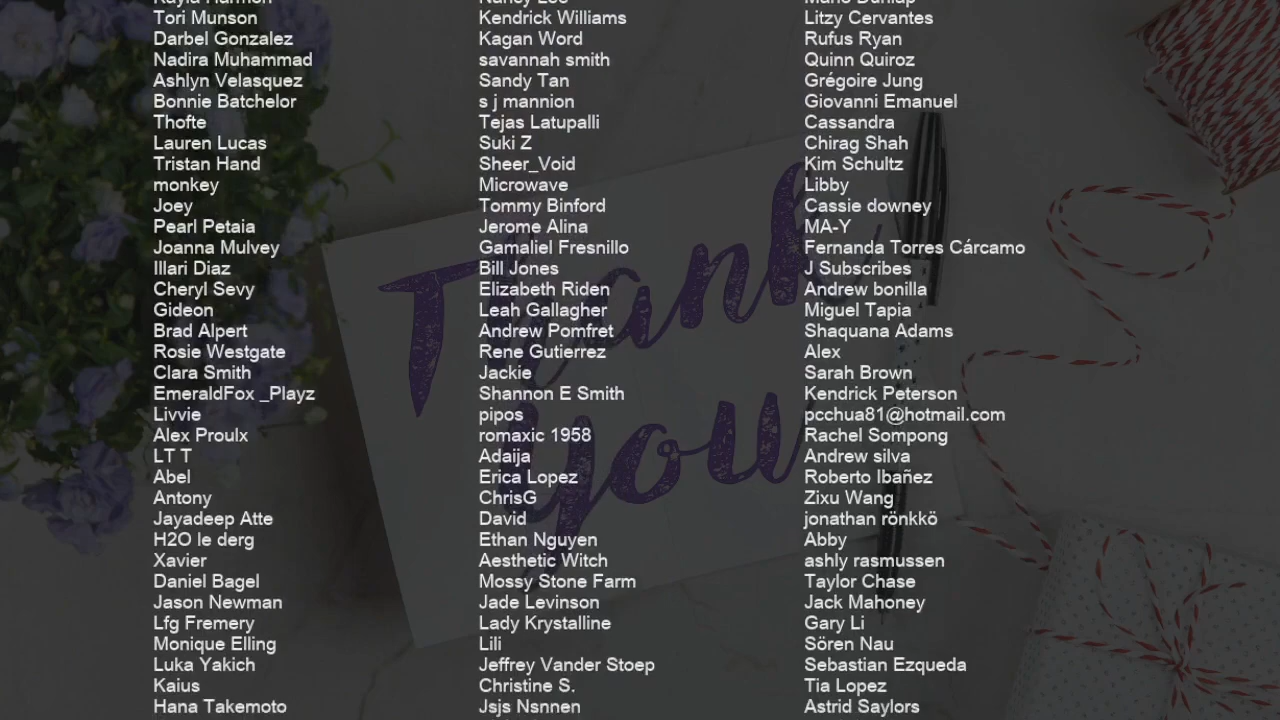 Tori Munson
Darbel Gonzalez
Nadira Muhammad
Ashlyn Velasquez
Bonnie Batchelor
Thofte
Lauren Lucas
Tristan Hand
monkey
Joey
Pearl Petaia
Joanna Mulvey
Illari Diaz
Cheryl Sevy
Gideon
Brad Alpert
Rosie Westgate
Clara Smith
EmeraldFox _Playz
Livvie
Alex Proulx
LT T
Abel
Antony
Jayadeep Atte
H2O le derg
Xavier
Daniel Bagel
Jason Newman
Lfg Fremery
Monique Elling
Luka Yakich
Kaius
Hana Takemoto
Kendrick Williams
Kagan Word
savannah smith
Sandy Tan
s j mannion
Tejas Latupalli
Suki Z
Sheer_Void
Microwave
Tommy Binford
Jerome Alina
Gamaliel Fresnillo
Bill Jones
Elizabeth Riden
Leah Gallagher
Andrew Pomfret
Rene Gutierrez
Jackie
Shannon E Smith
pipos
romaxic 1958
Adaija
Erica Lopez
ChrisG
David
Ethan Nguyen
Aesthetic Witch
Mossy Stone Farm
Jade Levinson
Lady Krystalline
Lili
Jeffrey Vander Stoep
Christine S.
Jsjs Nsnnen
Litzy Cervantes
Rufus Ryan
Quinn Quiroz
Grégoire Jung
Giovanni Emanuel
Cassandra
Chirag Shah
Kim Schultz
Libby
Cassie downey
MA-Y
Fernanda Torres Cárcamo
J Subscribes
Andrew bonilla
Miguel Tapia
Shaquana Adams
Alex
Sarah Brown
Kendrick Peterson
pcchua81@hotmail.com
Rachel Sompong
Andrew silva
Roberto Ibañez
Zixu Wang
jonathan rönkkö
Abby
ashly rasmussen
Taylor Chase
Jack Mahoney
Gary Li
Sören Nau
Sebastian Ezqueda
Tia Lopez
Astrid Saylors
Thank
you